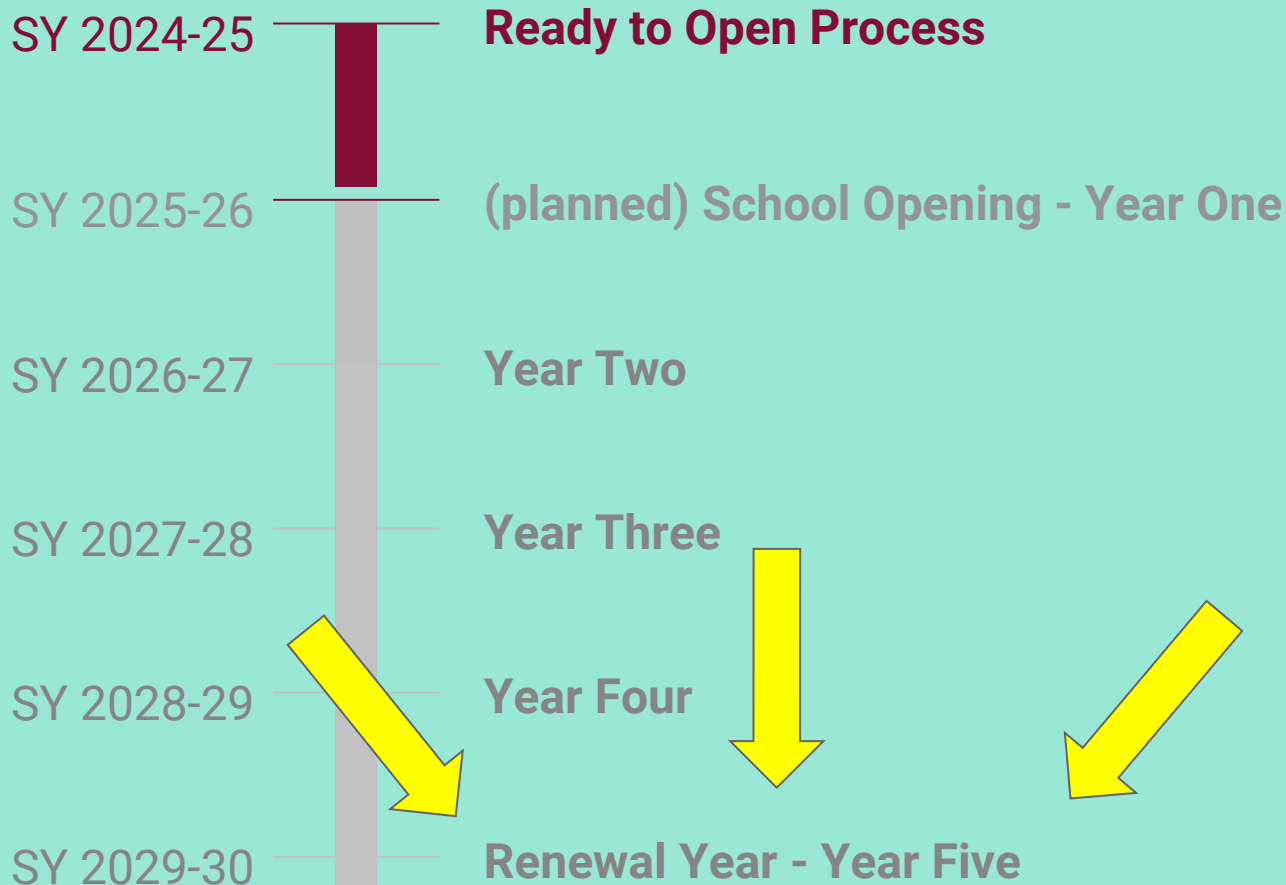 SY 2024-25 Ready to Open Process
SY 2025-26 (planned) School Opening - Year One
SY 2026-27 Year Two
SY 2027-28 Year Three
SY 2028-29 Year Four
SY 2029-30 Renewal Year - Year Five